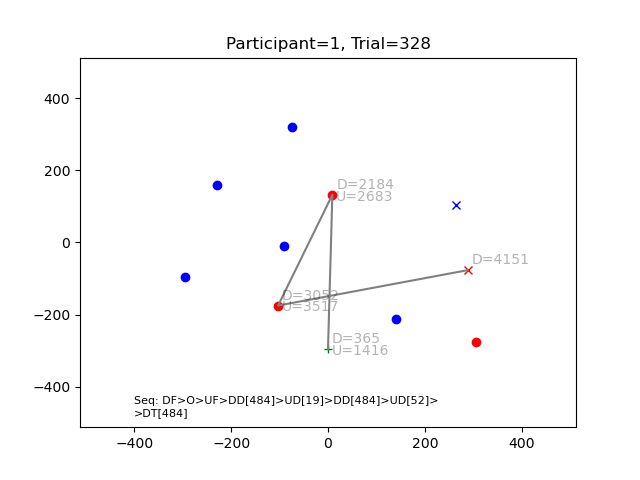 Participant=1, Trial=328
400
200
0
−200
−400
D=2184
U=2683
D=4151
D=3052
U=3517
D=365
U=1416
Seq: DF>O>UF>DD[484]>UD[19]>DD[484]>UD[52]>
>DT[484]
−400
−200
0
200
400